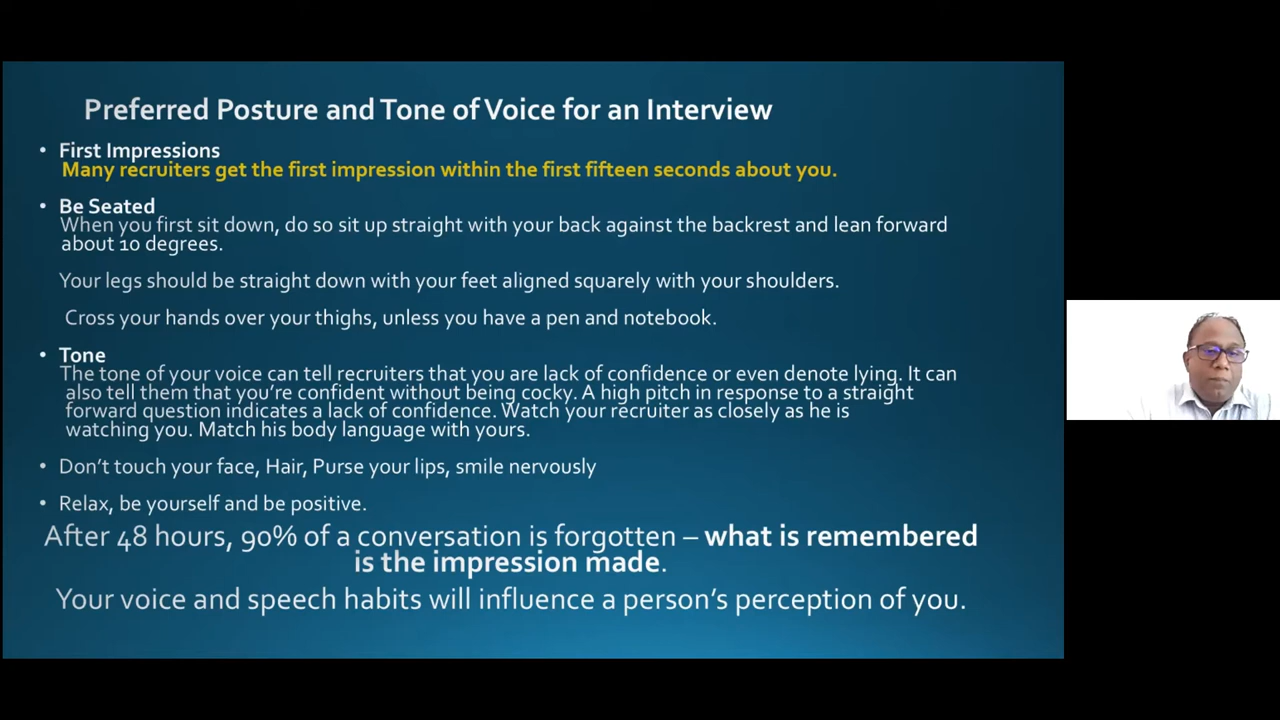 Preferred Posture and Tone of Voice for an Interview
• First Impressions
Many recruiters get the first impression within the first fifteen seconds about you.
• Be Seated
When you first sit down, do so sit up straight with your back against the backrest and lean forward
about 10 degrees.
Your legs should be straight down with your feet aligned squarely with your shoulders.
Cross your hands over your thighs, unless you have a pen and notebook.
• Tone
The tone of your voice can tell recruiters that you are lack of confidence or even denote lying. It can
also tell them that you're confident without being cocky. A high pitch in response to a straight
forward question indicates a lack of confidence. Watch your recruiter as closely as he is
watching you. Match his body language with yours.
• Don't touch your face, Hair, Purse your lips, smile nervously
• Relax, be yourself and be positive.
After 48 hours, 90% of a conversation is forgotten – what is remembered
is the impression made.
Your voice and speech habits will influence a person's perception of you.